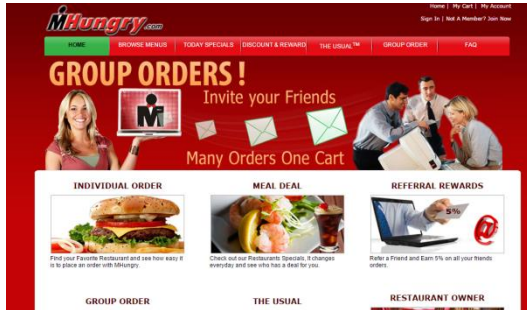 Home | My Cart | My Account
MHungry.com
Sign In | Not A Member? Join Now
HOME BROWSE MENUS TODAY SPECIALS DISCOUNT & REWARD THE USUAL™ GROUP ORDER FAQ
GROUP ORDERS !
Invite your Friends
Many Orders One Cart
INDIVIDUAL ORDER
Find your Favorite Restaurant and see how easy it
is to place an order with MHungry.
MEAL DEAL
Check out our Restaurants Specials. It changes
everyday and see who has a deal for you.
REFERRAL REWARDS
5%
@
Refer a Friend and Earn 5% on all your friends
orders.
GROUP ORDER
THE USUAL
RESTAURANT OWNER